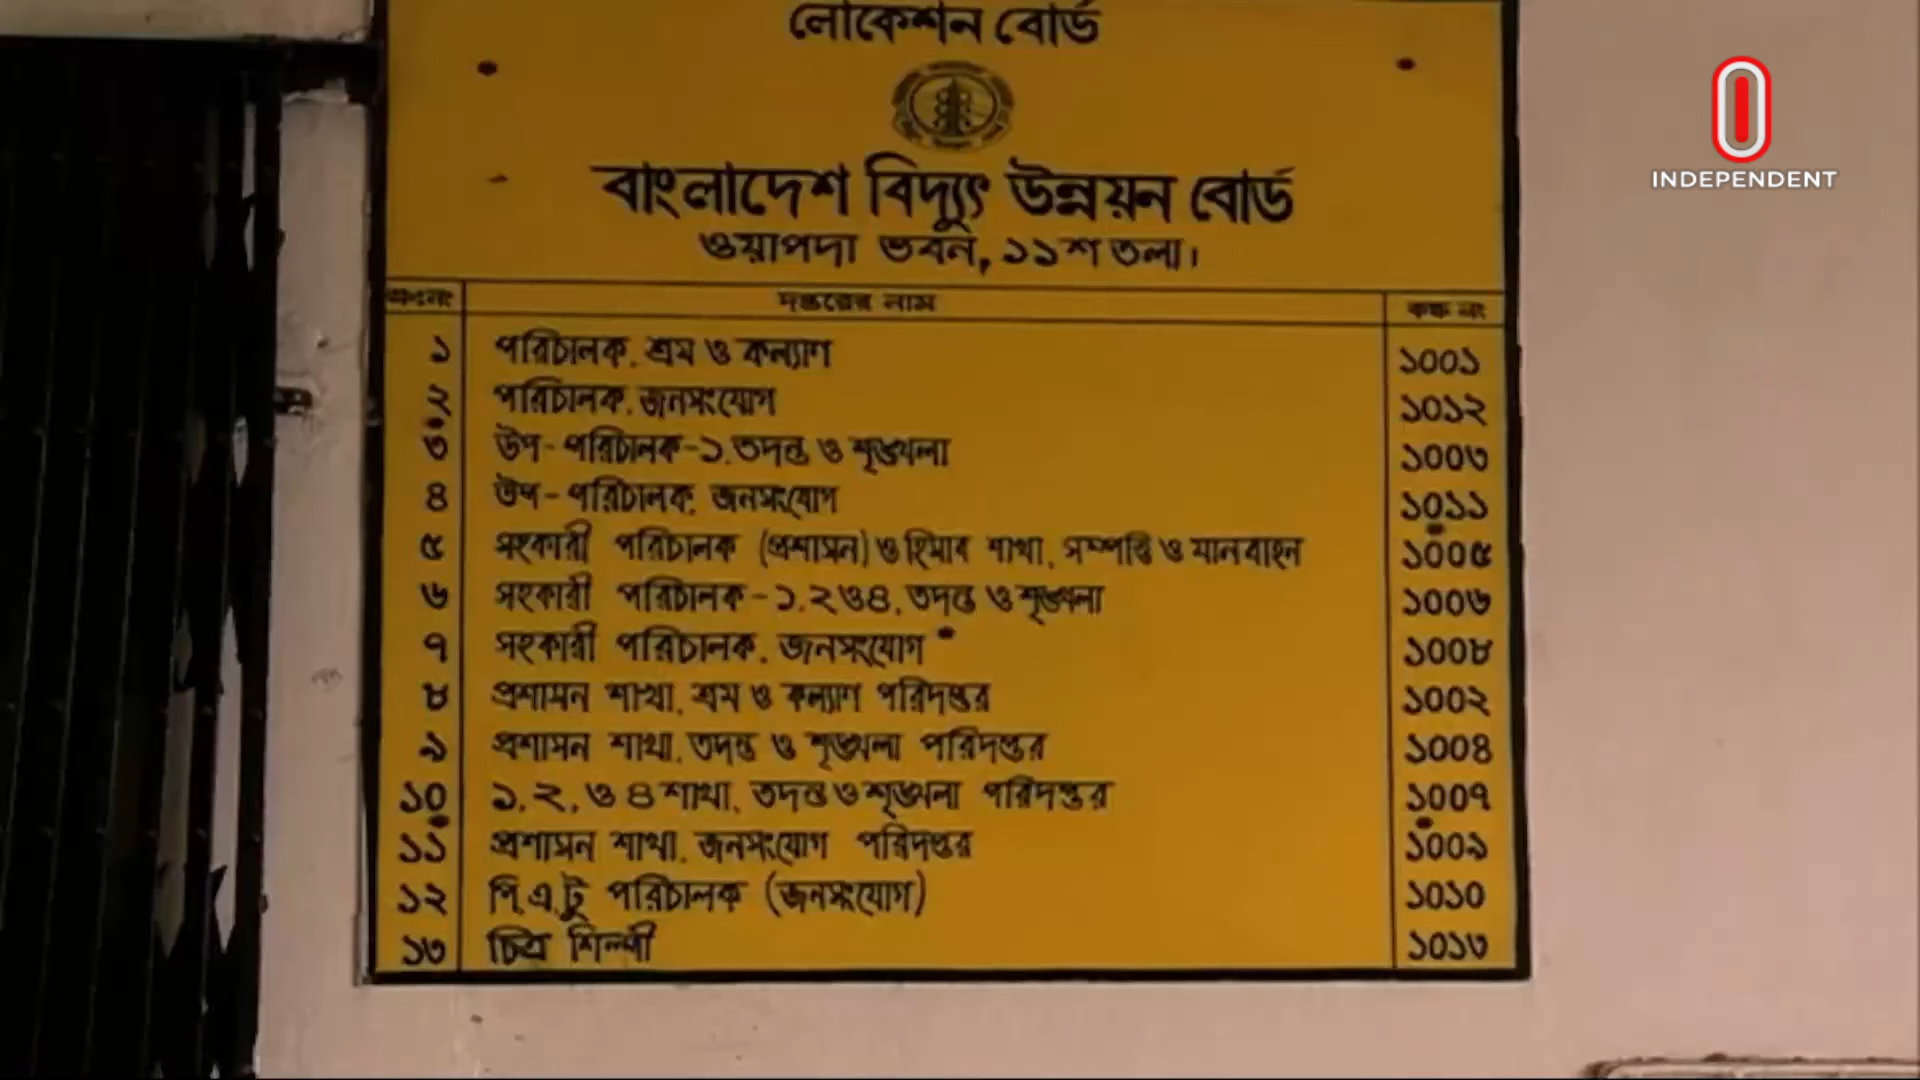 লোকেশন বোর্ড
INDEPENDENT
বাংলাদেশ বিদ্যুৎ উন্নয়ন বোর্ড
ওয়াপদা ভবন, ১১শ তলা।
দপ্তরের নাম কক্ষ নং
১ পরিচালক, শ্রম ও কল্যাণ ১০০১
২ পরিচালক, জনসংযোগ ১০১২
৩ উপ-পরিচালক-১, তদন্ত ও শৃঙ্খলা ১০০৩
৪ উপ-পরিচালক, জনসংযোগ ১০১১
৫ সহকারী পরিচালক (প্রশাসন) ও হিসাব শাখা, সম্পত্তি ও যানবাহন ১০০৫
৬ সহকারী পরিচালক-১,২ও৪, তদন্ত ও শৃঙ্খলা ১০০৬
৭ সহকারী পরিচালক, জনসংযোগ ১০০৮
৮ প্রশাসন শাখা, শ্রম ও কল্যাণ পরিদপ্তর ১০০২
৯ প্রশাসন শাখা, তদন্ত ও শৃঙ্খলা পরিদপ্তর ১০০৪
১০ ১,২,ও ৪ শাখা, তদন্ত ও শৃঙ্খলা পরিদপ্তর ১০০৭
১১ প্রশাসন শাখা, জনসংযোগ পরিদপ্তর ১০০৯
১২ পি,এ,টু পরিচালক (জনসংযোগ) ১০১০
১৩ চিত্র শিল্পী ১০১৩